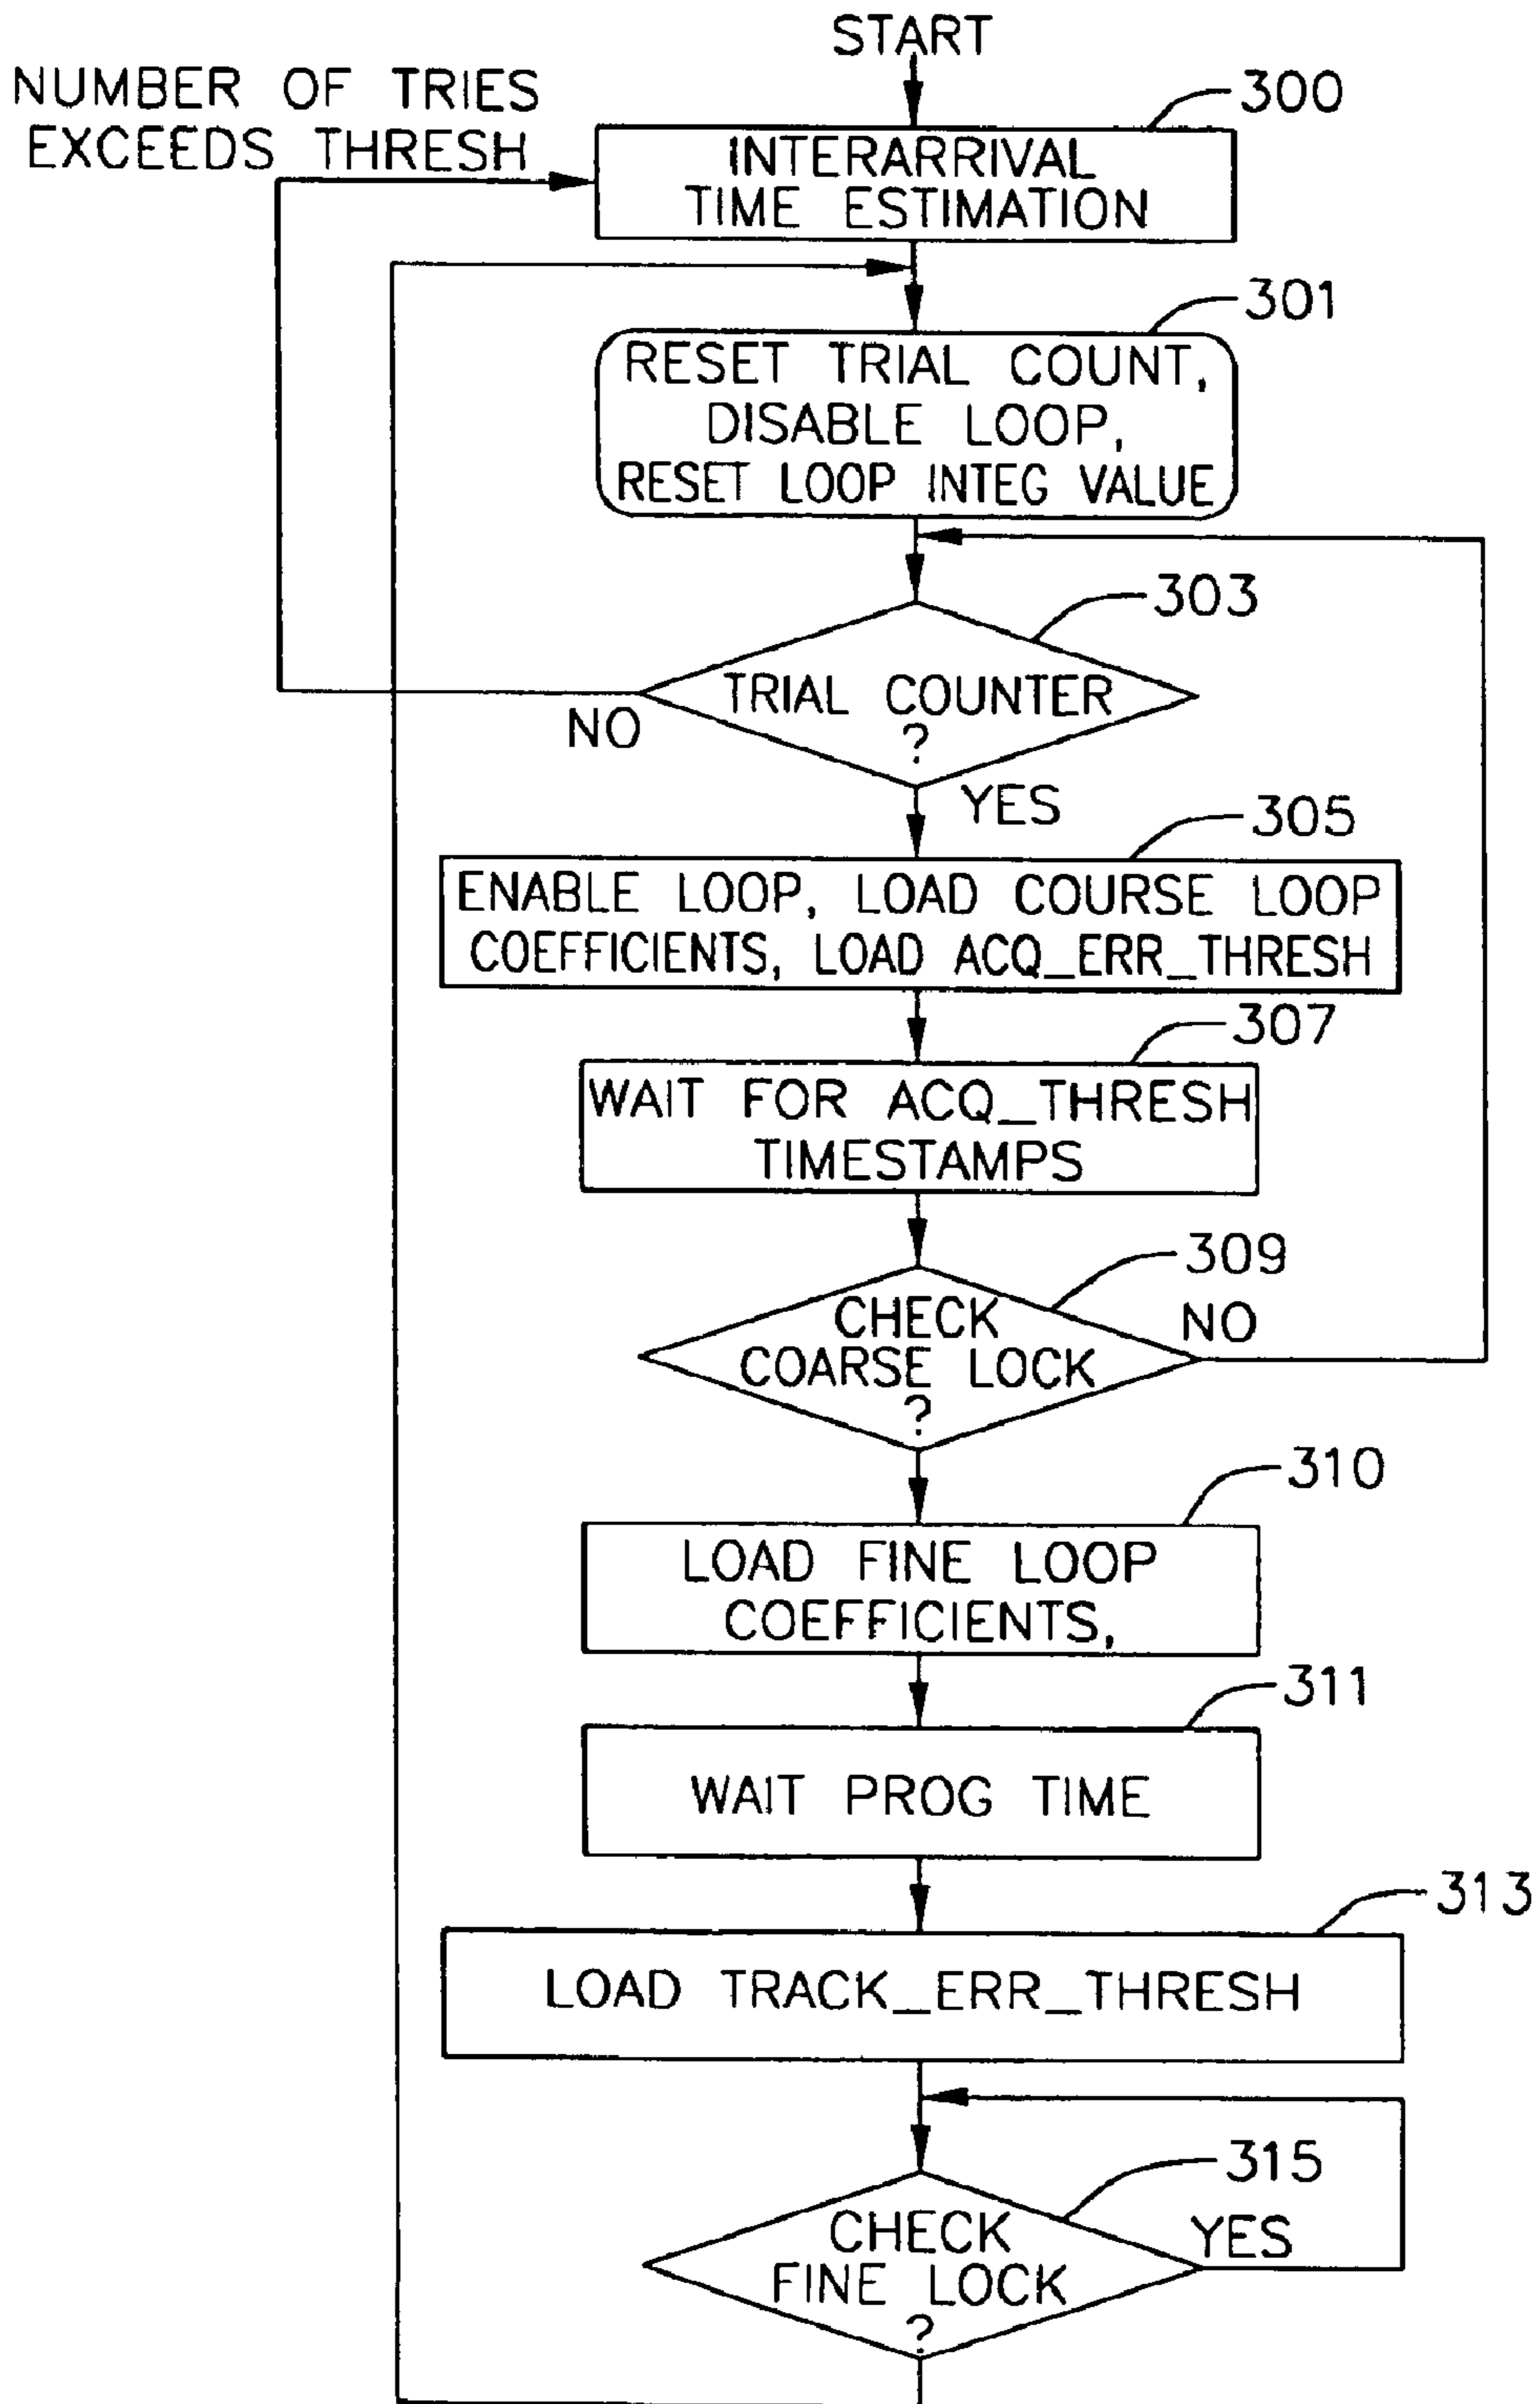 START
NUMBER OF TRIES
EXCEEDS THRESH
300
INTERARRIVAL
TIME ESTIMATION
301
RESET TRIAL COUNT,
DISABLE LOOP,
RESET LOOP INTEG VALUE
303
TRIAL COUNTER
?
NO
YES
305
ENABLE LOOP, LOAD COURSE LOOP
COEFFICIENTS, LOAD ACQ_ERR_THRESH
307
WAIT FOR ACQ_THRESH
TIMESTAMPS
309
CHECK
COARSE LOCK
?
NO
310
LOAD FINE LOOP
COEFFICIENTS,
311
WAIT PROG TIME
313
LOAD TRACK_ERR_THRESH
315
CHECK
FINE LOCK
?
YES